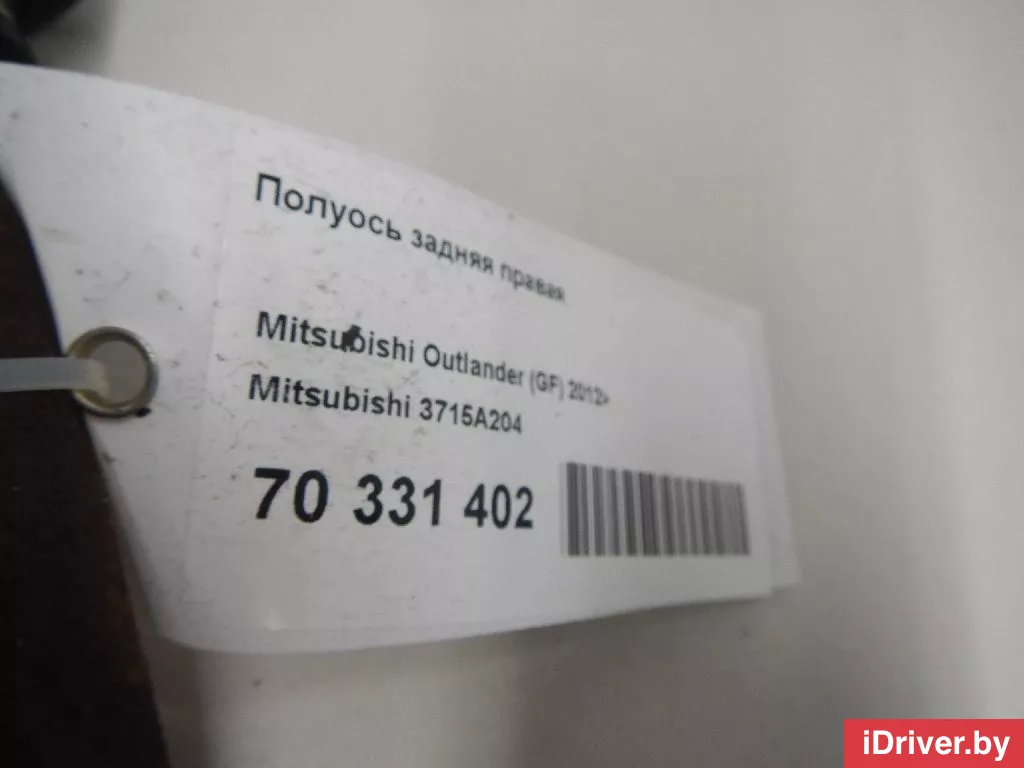 Полуось задняя правая
Mitsubishi Outlander (GF) 2012>
Mitsubishi 3715A204
70 331 402
iDriver.by